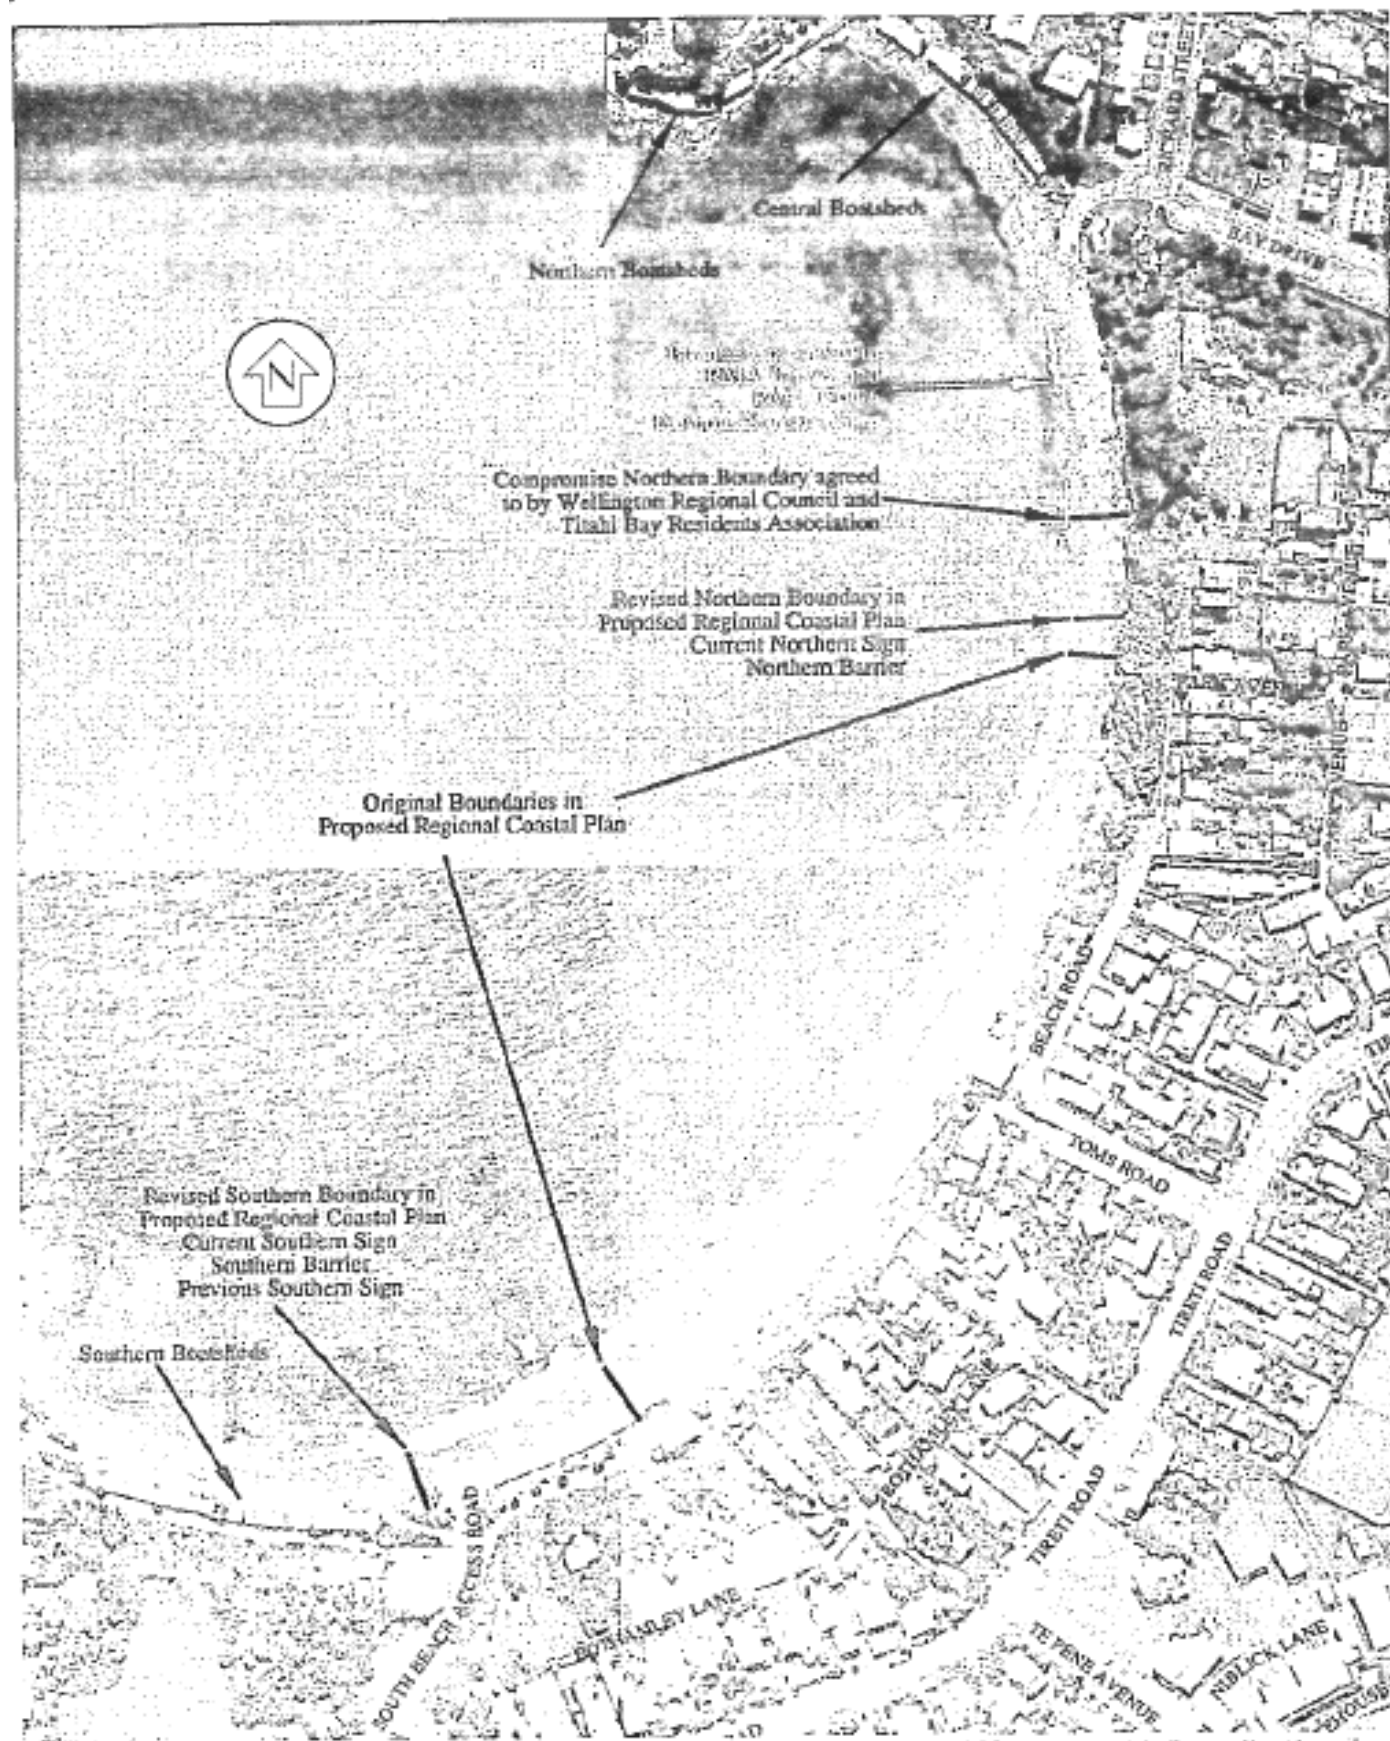 RICHARD STREET
Central Boatsheds
BAY DRIVE
Northern Boatsheds
N
Compromise Northern Boundary agreed
to by Wellington Regional Council and
Titahi Bay Residents Association
Revised Northern Boundary in
Proposed Regional Coastal Plan
Current Northern Sign
Northern Barrier
Original Boundaries in
Proposed Regional Coastal Plan
BEACH ROAD
TOMS ROAD
Revised Southern Boundary in
Proposed Regional Coastal Plan
Current Southern Sign
Southern Barrier
Previous Southern Sign
TIRETI ROAD
Southern Boatsheds
LANE
TIRETI ROAD
SOUTH BEACH ACCESS ROAD
LANE
TE PENE AVENUE
NIBLICK LANE